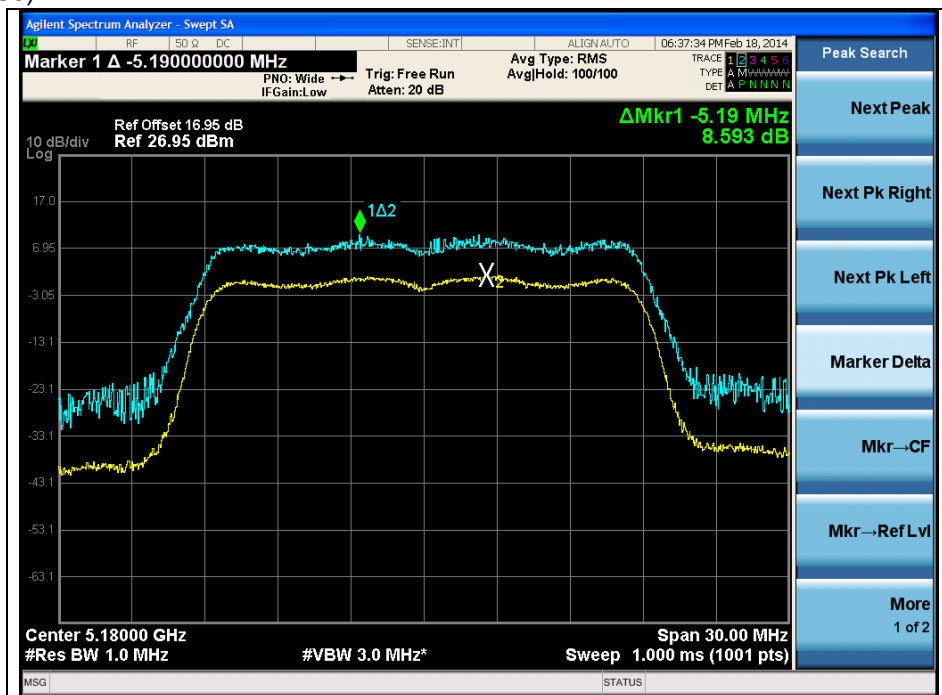 Agilent Spectrum Analyzer - Swept SA
LXI RF 50 Ω DC SENSE:INT ALIGN AUTO 06:37:34 PM Feb 18, 2014
Marker 1 Δ -5.190000000 MHz
PNO: Wide
IFGain:Low
Trig: Free Run
Atten: 20 dB
Avg Type: RMS
Avg|Hold: 100/100
TRACE 1 2 3 4 5 6
TYPE A M W W W W
DET A P N N N N
Peak Search
Next Peak
Next Pk Right
Next Pk Left
Marker Delta
Mkr→CF
Mkr→Ref Lvl
More
1 of 2
ΔMkr1 -5.19 MHz
8.593 dB
Ref Offset 16.95 dB
10 dB/div Ref 26.95 dBm
Log
1Δ2
X2
17.0
6.95
-3.05
-13.1
-23.1
-33.1
-43.1
-53.1
-63.1
Center 5.18000 GHz Span 30.00 MHz
#Res BW 1.0 MHz #VBW 3.0 MHz* Sweep 1.000 ms (1001 pts)
MSG STATUS